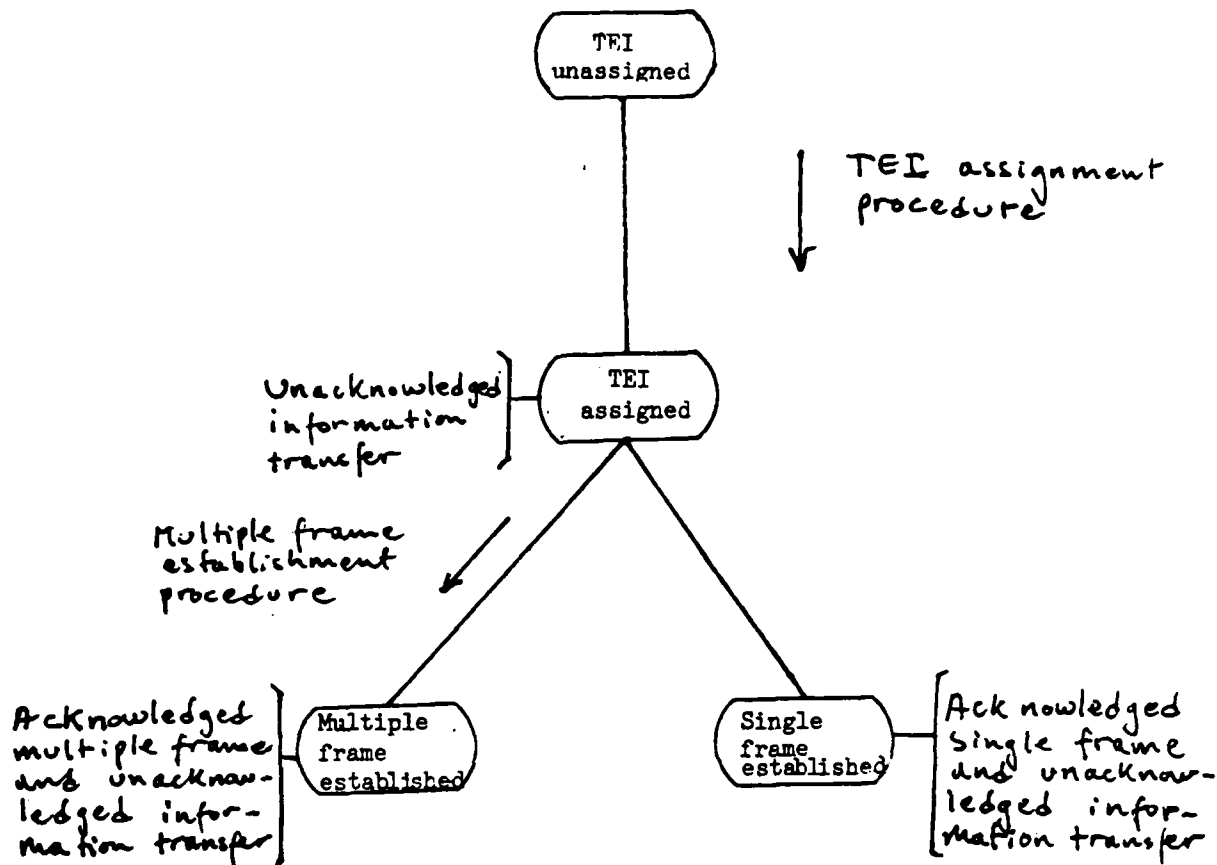 TEI
unassigned
TEI assignment
procedure
TEI
assigned
Unacknowledged
information
transfer
Multiple frame
establishment
procedure
Acknowledged
multiple frame
and unacknow-
ledged infor-
mation transfer
Multiple
frame
established
Single
frame
established
Acknowledged
single frame
and unacknow-
ledged infor-
mation transfer